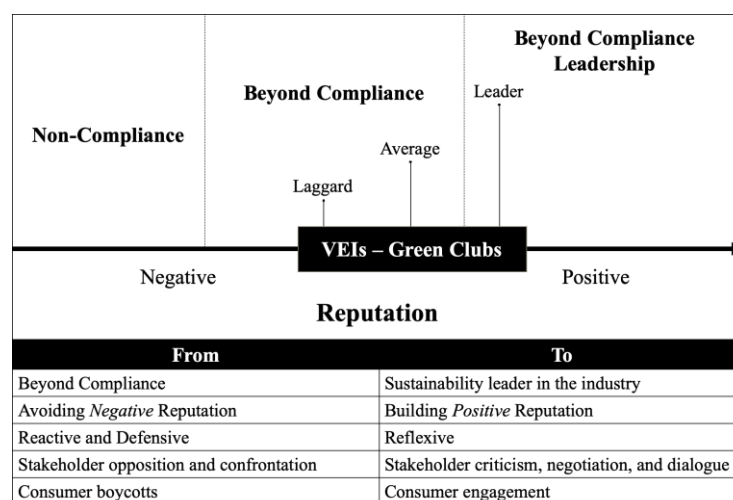 Beyond Compliance
Leadership
Beyond Compliance
Leader
Non-Compliance
Average
Laggard
VEIs – Green Clubs
Negative
Positive
Reputation
From To
Beyond Compliance Sustainability leader in the industry
Avoiding Negative Reputation Building Positive Reputation
Reactive and Defensive Reflexive
Stakeholder opposition and confrontation Stakeholder criticism, negotiation, and dialogue
Consumer boycotts Consumer engagement